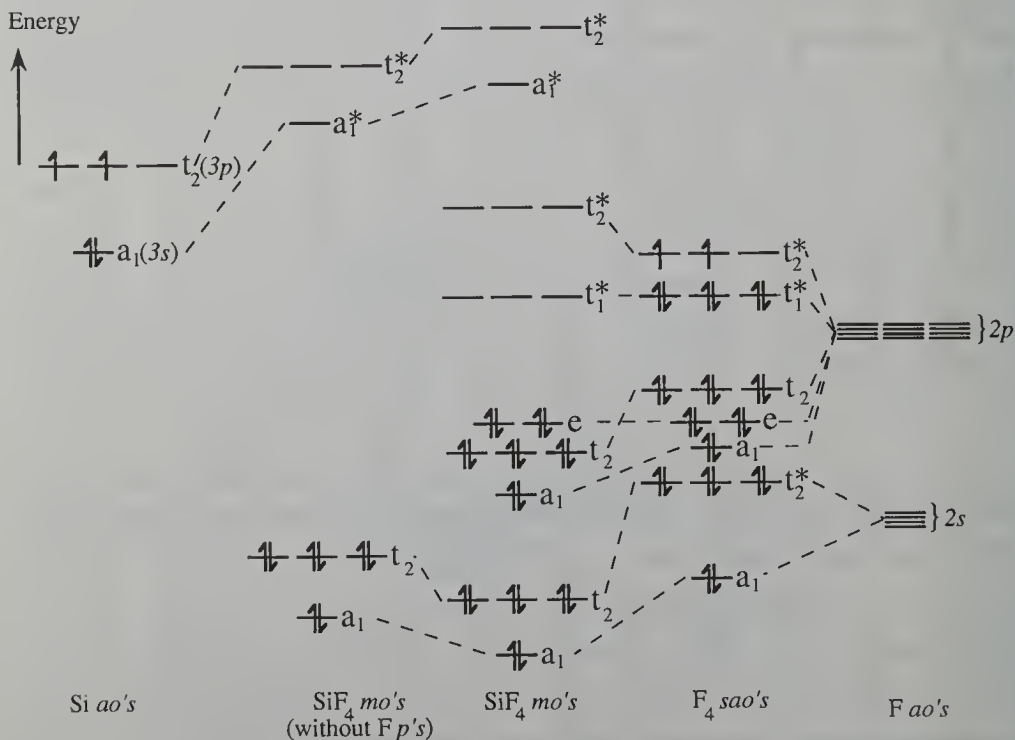 Energy
t₂*
t₂*
a₁*
a₁*
t₂(3p)
a₁(3s)
t₂*
t₂*
t₁*
t₁*
}2p
t₂
e
e
t₂
a₁
t₂*
a₁
}2s
t₂
a₁
t₂
a₁
a₁
Si ao's
SiF₄ mo's
(without F p's)
SiF₄ mo's
F₄ sao's
F ao's